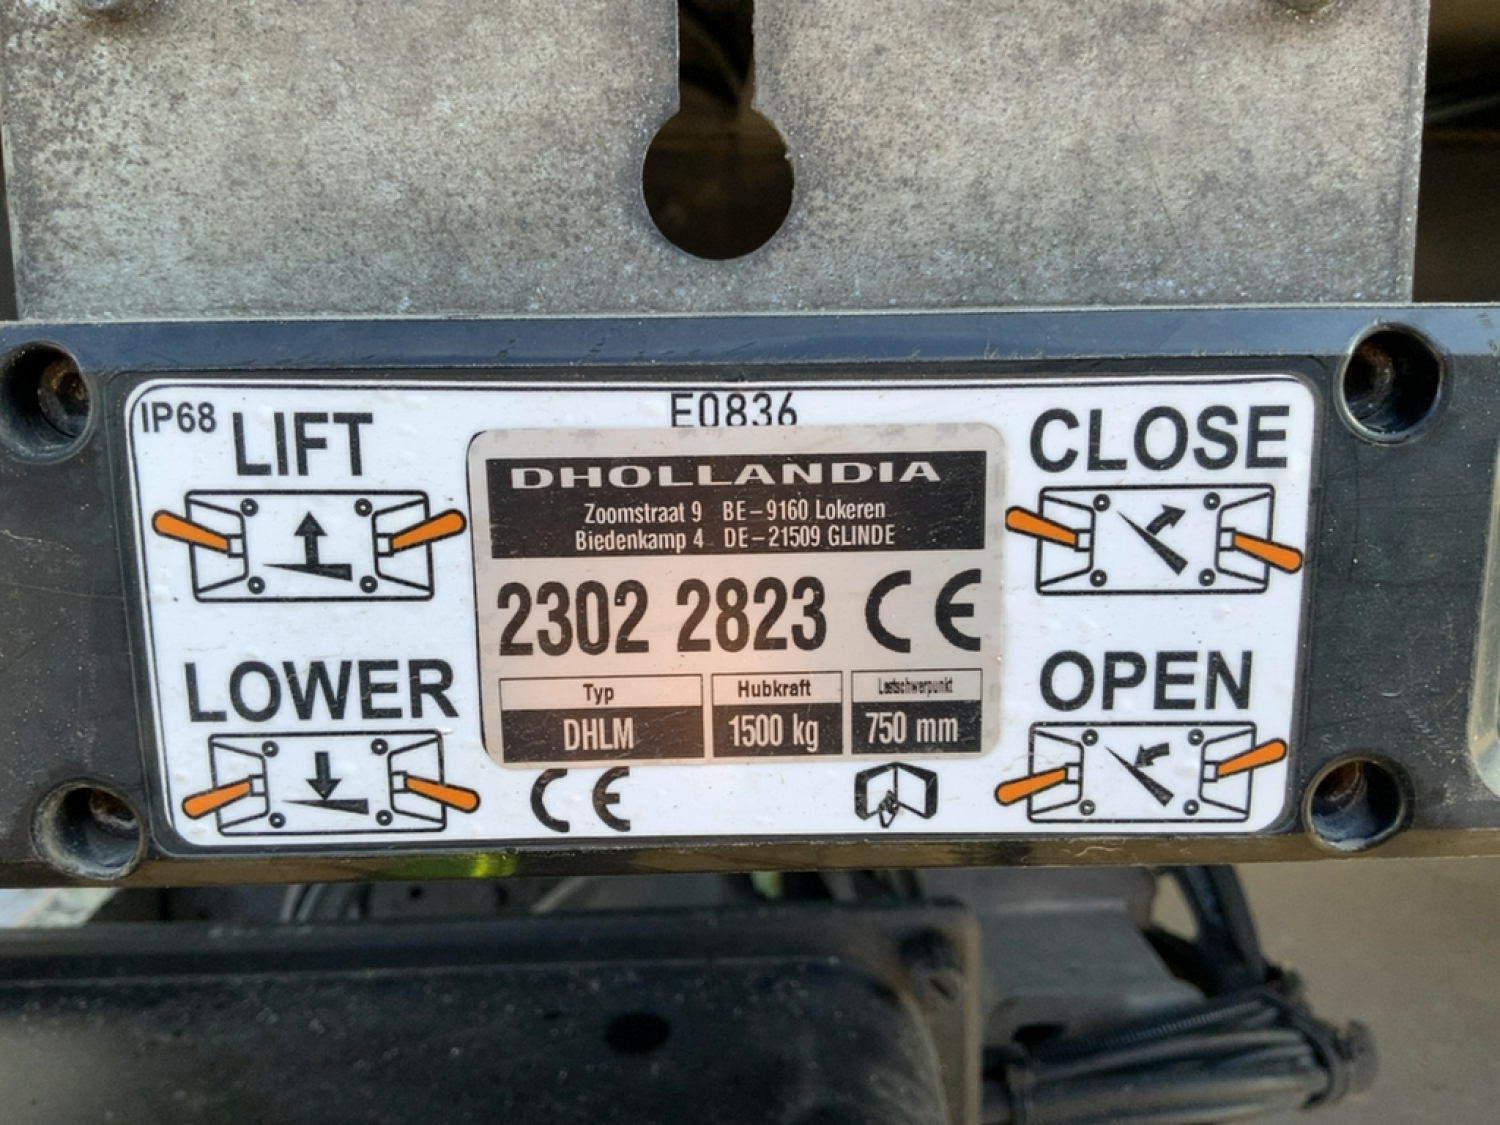 IP68
LIFT
E0836
CLOSE
DHOLLANDIA
Zoomstraat 9 BE-9160 Lokeren
Biedenkamp 4 DE-21509 GLINDE
2302 2823 CE
LOWER
Typ
DHLM
Hubkraft
1500 kg
Lastschwerpunkt
750 mm
OPEN
CE